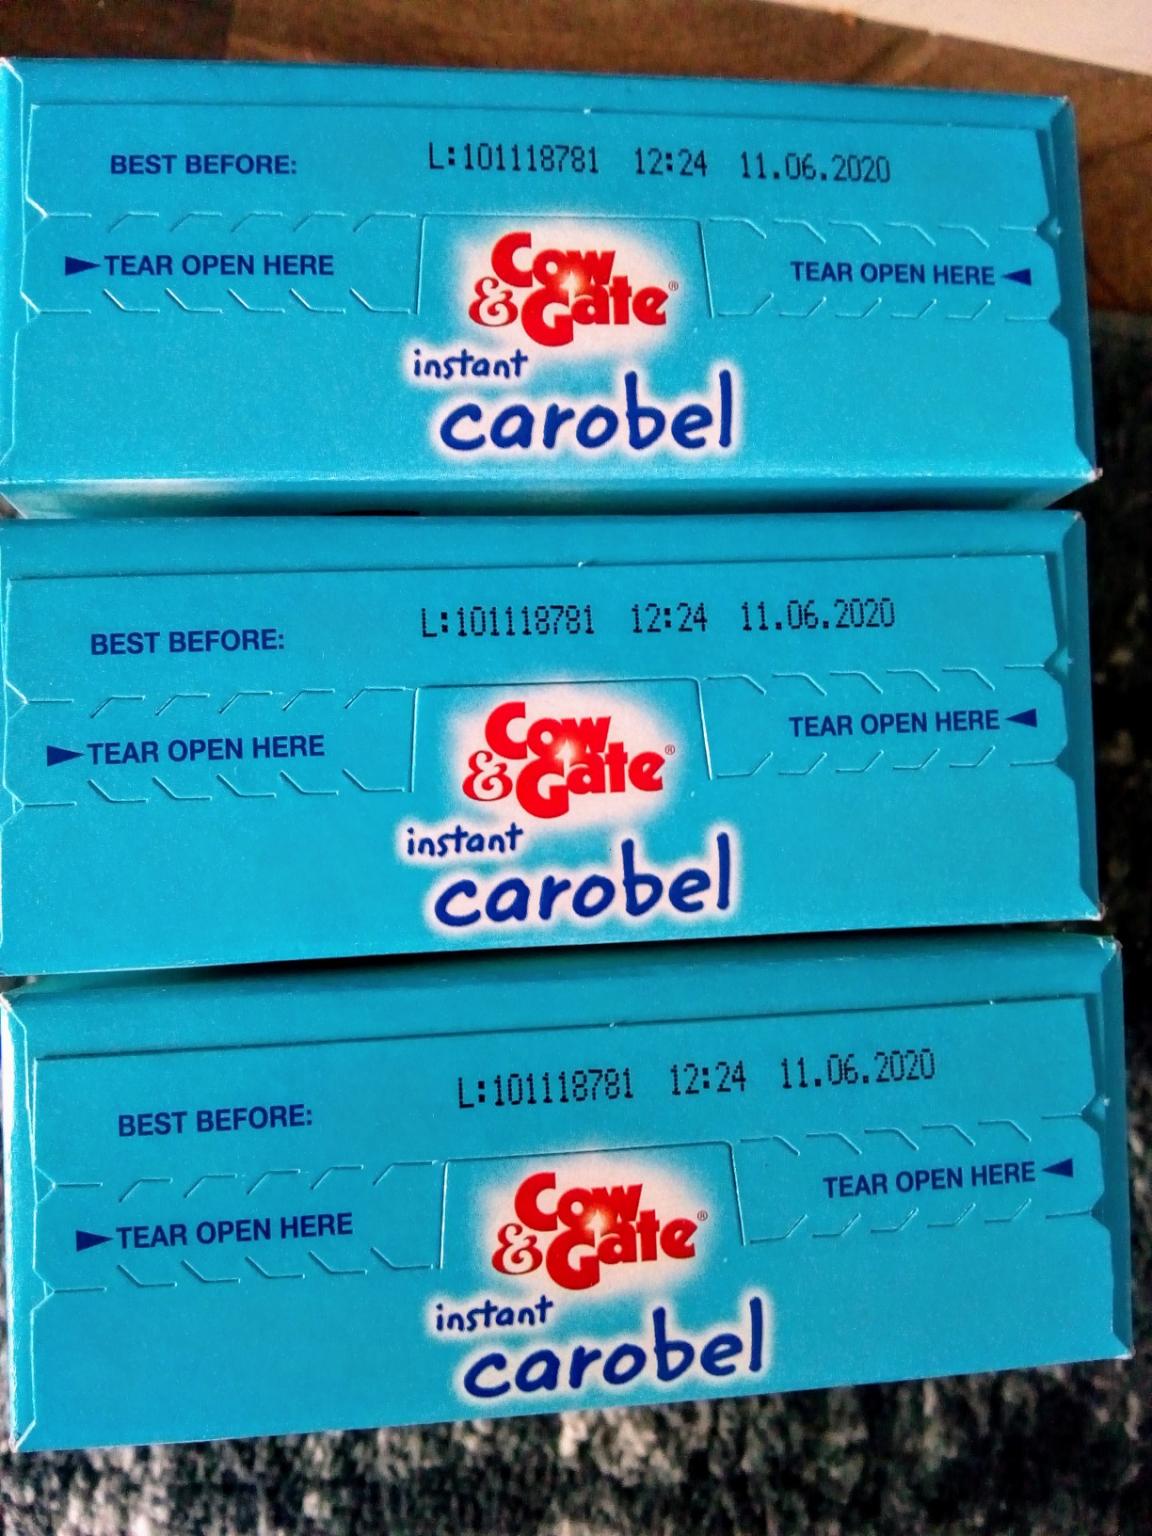 BEST BEFORE: L:101118781 12:24 11.06.2020
TEAR OPEN HERE TEAR OPEN HERE
Cow
& Gate®
instant
carobel
BEST BEFORE: L:101118781 12:24 11.06.2020
TEAR OPEN HERE TEAR OPEN HERE
Cow
& Gate®
instant
carobel
BEST BEFORE: L:101118781 12:24 11.06.2020
TEAR OPEN HERE TEAR OPEN HERE
Cow
& Gate®
instant
carobel